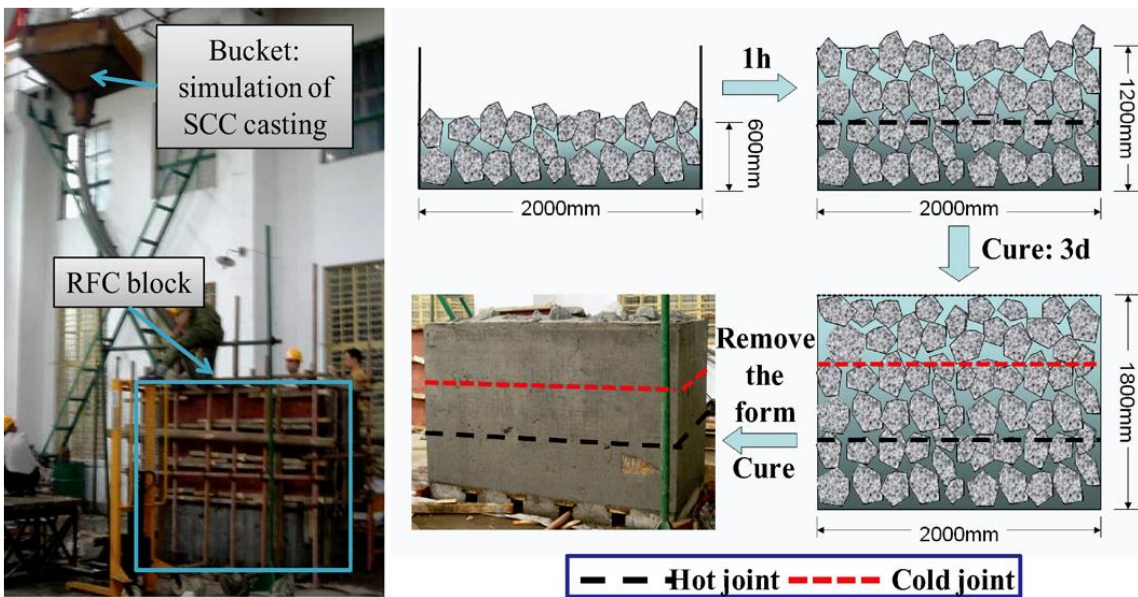 Bucket:
simulation of
SCC casting
RFC block
1h
600mm
2000mm
1200mm
2000mm
Cure: 3d
Remove
the
form
Cure
1800mm
2000mm
Hot joint
Cold joint